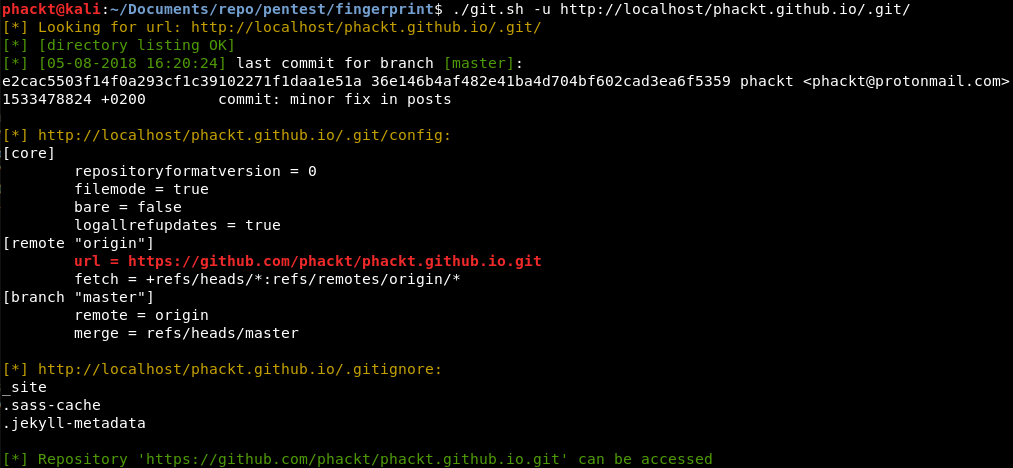 phackt@kali:~/Documents/repo/pentest/fingerprint$ ./git.sh -u http://localhost/phackt.github.io/.git/
[*] Looking for url: http://localhost/phackt.github.io/.git/
[*] [directory listing OK]
[*] [05-08-2018 16:20:24] last commit for branch [master]:
e2cac5503f14f0a293cf1c39102271f1daa1e51a 36e146b4af482e41ba4d704bf602cad3ea6f5359 phackt <phackt@protonmail.com>
1533478824 +0200        commit: minor fix in posts
[*] http://localhost/phackt.github.io/.git/config:
[core]
        repositoryformatversion = 0
        filemode = true
        bare = false
        logallrefupdates = true
[remote "origin"]
        url = https://github.com/phackt/phackt.github.io.git
        fetch = +refs/heads/*:refs/remotes/origin/*
[branch "master"]
        remote = origin
        merge = refs/heads/master
[*] http://localhost/phackt.github.io/.gitignore:
_site
.sass-cache
.jekyll-metadata
[*] Repository 'https://github.com/phackt/phackt.github.io.git' can be accessed